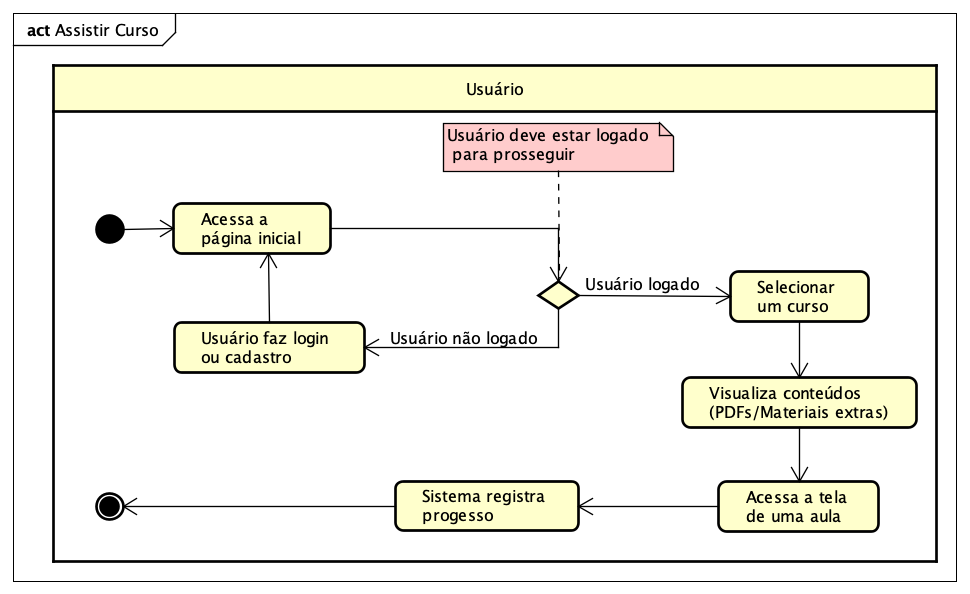 act Assistir Curso
Usuário
Usuário deve estar logado
para prosseguir
Acessa a
página inicial
Usuário logado
Selecionar
um curso
Usuário faz login
ou cadastro
Usuário não logado
Visualiza conteúdos
(PDFs/Materiais extras)
Sistema registra
progesso
Acessa a tela
de uma aula